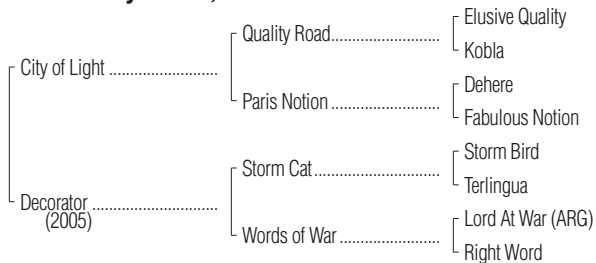 Elusive Quality
Quality Road
Kobla
City of Light
Dehere
Paris Notion
Fabulous Notion
Storm Bird
Storm Cat
Terlingua
Decorator
(2005)
Lord At War (ARG)
Words of War
Right Word